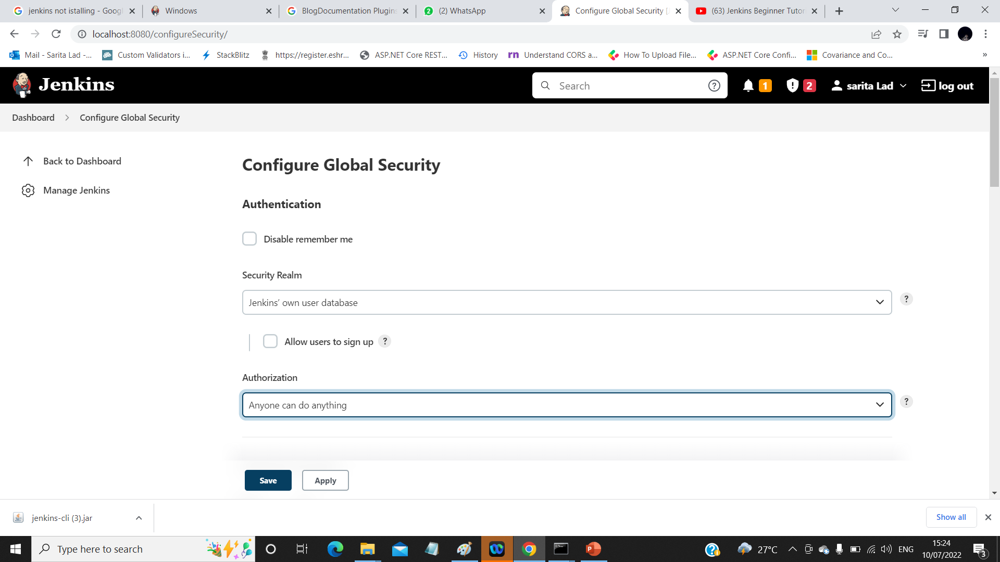 jenkins not istalling - Googl
Windows
BlogDocumentation Plugins
(2) WhatsApp
Configure Global Security [J
(63) Jenkins Beginner Tutor
localhost:8080/configureSecurity/
Mail - Sarita Lad -...
Custom Validators i...
StackBlitz
https://register.eshr...
ASP.NET Core REST...
History
rn Understand CORS a...
How To Upload File...
ASP.NET Core Confi...
Covariance and Co...
»
Jenkins
Search
?
1
2
sarita Lad
log out
Dashboard
Configure Global Security
Back to Dashboard
Manage Jenkins
Configure Global Security
Authentication
Disable remember me
Security Realm
Jenkins’ own user database
?
Allow users to sign up ?
Authorization
Anyone can do anything
?
Save
Apply
jenkins-cli (3).jar
Show all
Type here to search
27°C
ENG
15:24
10/07/2022
3